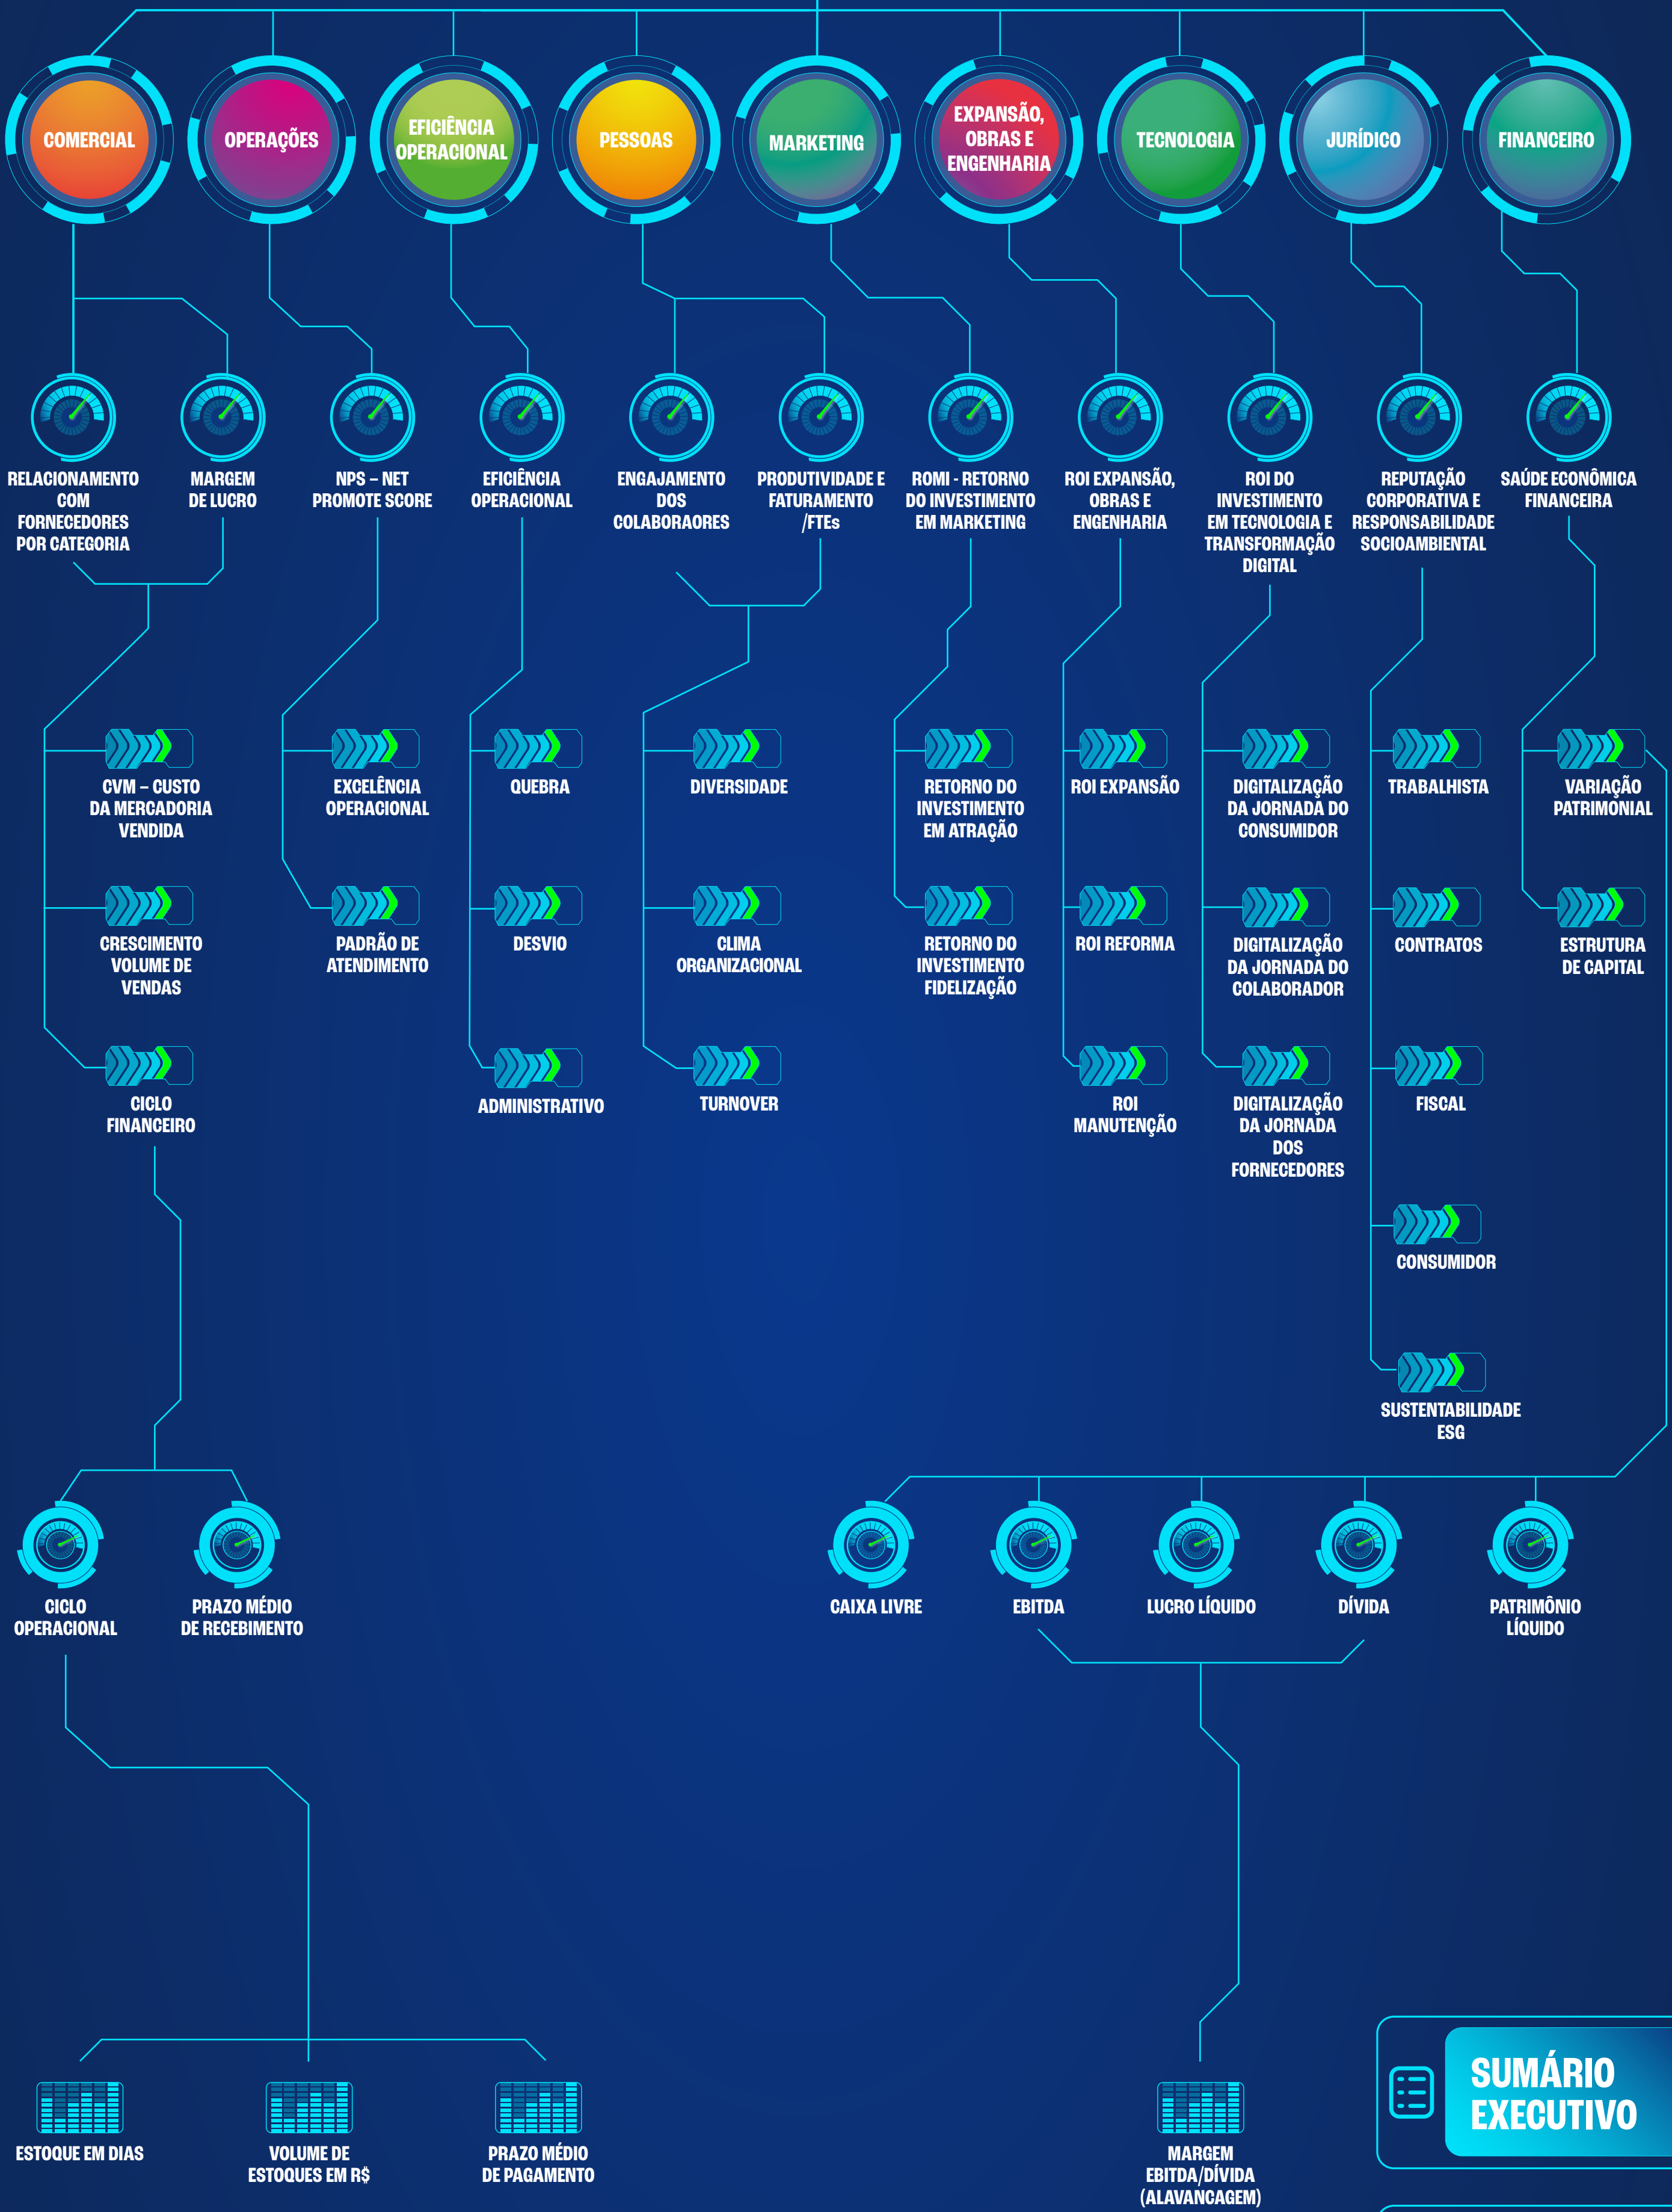 COMERCIAL
OPERAÇÕES
EFICIÊNCIA
OPERACIONAL
PESSOAS
MARKETING
EXPANSÃO,
OBRAS E
ENGENHARIA
TECNOLOGIA
JURÍDICO
FINANCEIRO
RELACIONAMENTO
COM
FORNECEDORES
POR CATEGORIA
MARGEM
DE LUCRO
NPS – NET
PROMOTE SCORE
EFICIÊNCIA
OPERACIONAL
ENGAJAMENTO
DOS
COLABORAORES
PRODUTIVIDADE E
FATURAMENTO
/FTEs
ROMI - RETORNO
DO INVESTIMENTO
EM MARKETING
ROI EXPANSÃO,
OBRAS E
ENGENHARIA
ROI DO
INVESTIMENTO
EM TECNOLOGIA E
TRANSFORMAÇÃO
DIGITAL
REPUTAÇÃO
CORPORATIVA E
RESPONSABILIDADE
SOCIOAMBIENTAL
SAÚDE ECONÔMICA
FINANCEIRA
CVM – CUSTO
DA MERCADORIA
VENDIDA
EXCELÊNCIA
OPERACIONAL
QUEBRA
DIVERSIDADE
RETORNO DO
INVESTIMENTO
EM ATRAÇÃO
ROI EXPANSÃO
DIGITALIZAÇÃO
DA JORNADA DO
CONSUMIDOR
TRABALHISTA
VARIAÇÃO
PATRIMONIAL
CRESCIMENTO
VOLUME DE
VENDAS
PADRÃO DE
ATENDIMENTO
DESVIO
CLIMA
ORGANIZACIONAL
RETORNO DO
INVESTIMENTO
FIDELIZAÇÃO
ROI REFORMA
DIGITALIZAÇÃO
DA JORNADA DO
COLABORADOR
CONTRATOS
ESTRUTURA
DE CAPITAL
CICLO
FINANCEIRO
ADMINISTRATIVO
TURNOVER
ROI
MANUTENÇÃO
DIGITALIZAÇÃO
DA JORNADA
DOS
FORNECEDORES
FISCAL
CONSUMIDOR
SUSTENTABILIDADE
ESG
CICLO
OPERACIONAL
PRAZO MÉDIO
DE RECEBIMENTO
CAIXA LIVRE
EBITDA
LUCRO LÍQUIDO
DÍVIDA
PATRIMÔNIO
LÍQUIDO
SUMÁRIO
EXECUTIVO
ESTOQUE EM DIAS
VOLUME DE
ESTOQUES EM R$
PRAZO MÉDIO
DE PAGAMENTO
MARGEM
EBITDA/DÍVIDA
(ALAVANCAGEM)